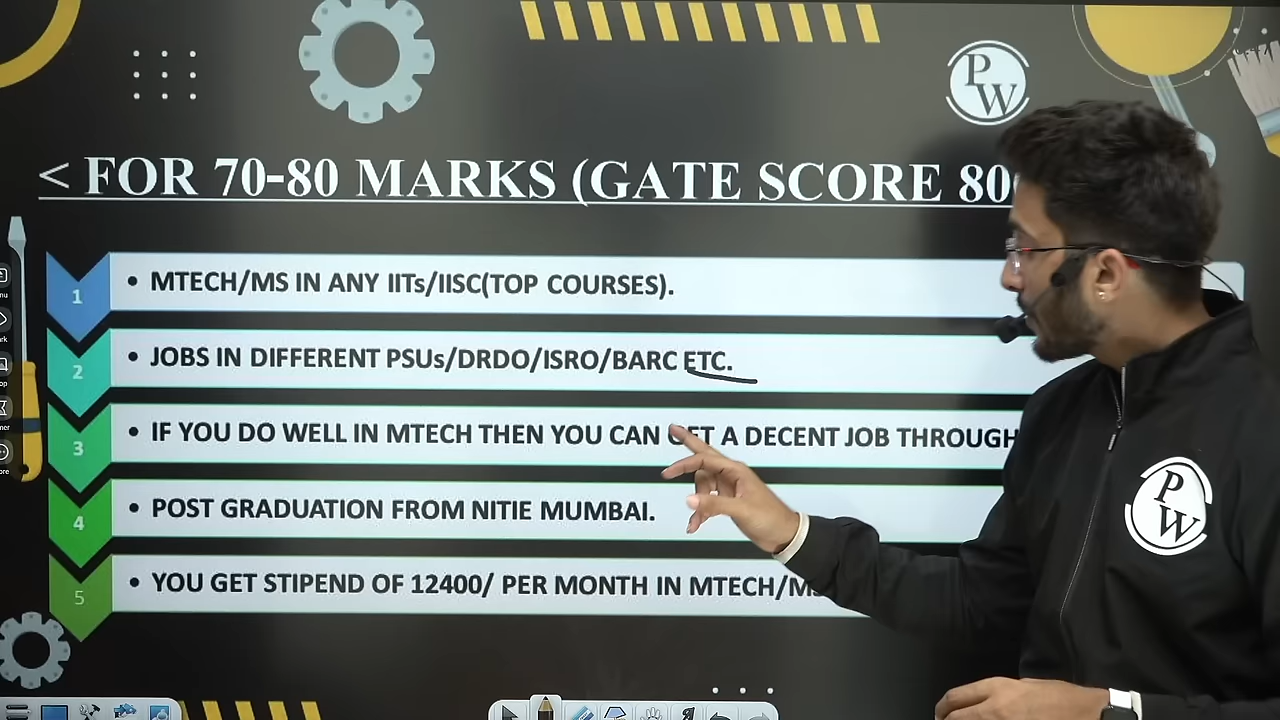 P
W
< FOR 70-80 MARKS (GATE SCORE 80
1
• MTECH/MS IN ANY IITs/IISC(TOP COURSES).
2
• JOBS IN DIFFERENT PSUs/DRDO/ISRO/BARC ETC.
3
• IF YOU DO WELL IN MTECH THEN YOU CAN GET A DECENT JOB THROUGH
4
• POST GRADUATION FROM NITIE MUMBAI.
5
• YOU GET STIPEND OF 12400/ PER MONTH IN MTECH/MS
P
W